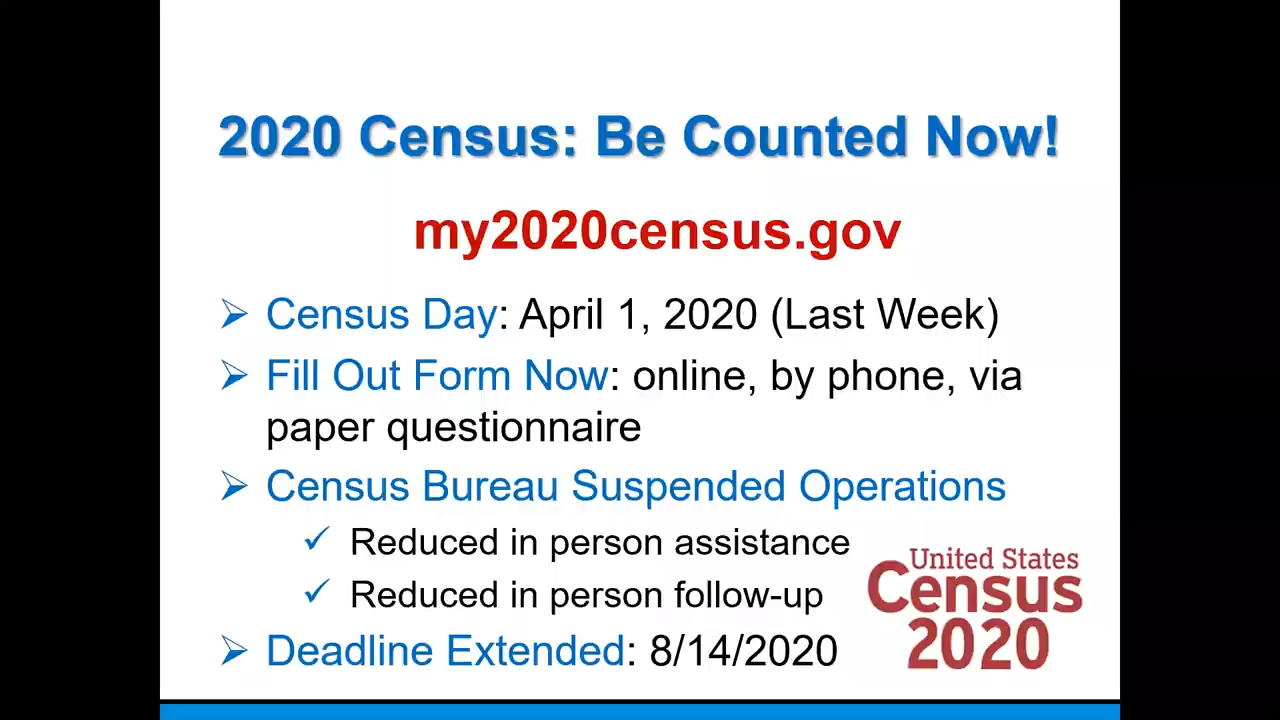 2020 Census: Be Counted Now!
my2020census.gov
Census Day: April 1, 2020 (Last Week)
Fill Out Form Now: online, by phone, via
paper questionnaire
Census Bureau Suspended Operations
Reduced in person assistance
Reduced in person follow-up
Deadline Extended: 8/14/2020
United States
Census
2020